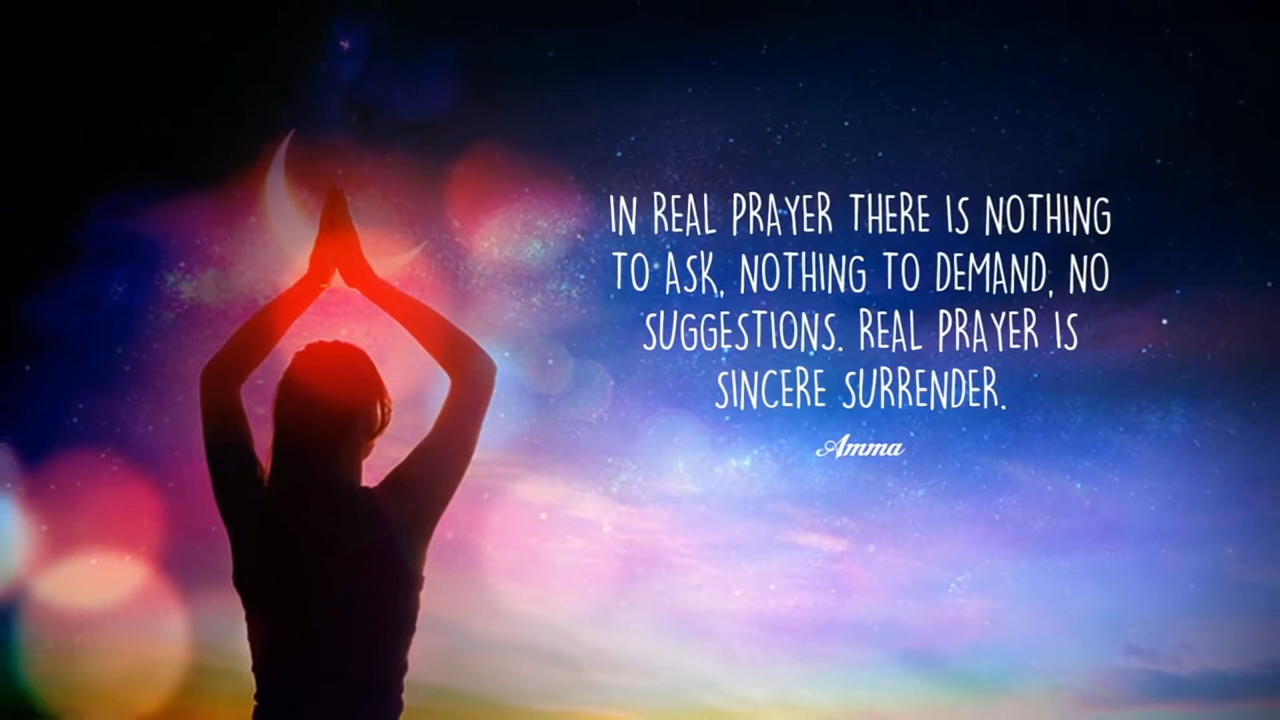 IN REAL PRAYER THERE IS NOTHING
TO ASK, NOTHING TO DEMAND, NO
SUGGESTIONS. REAL PRAYER IS
SINCERE SURRENDER.
Amma